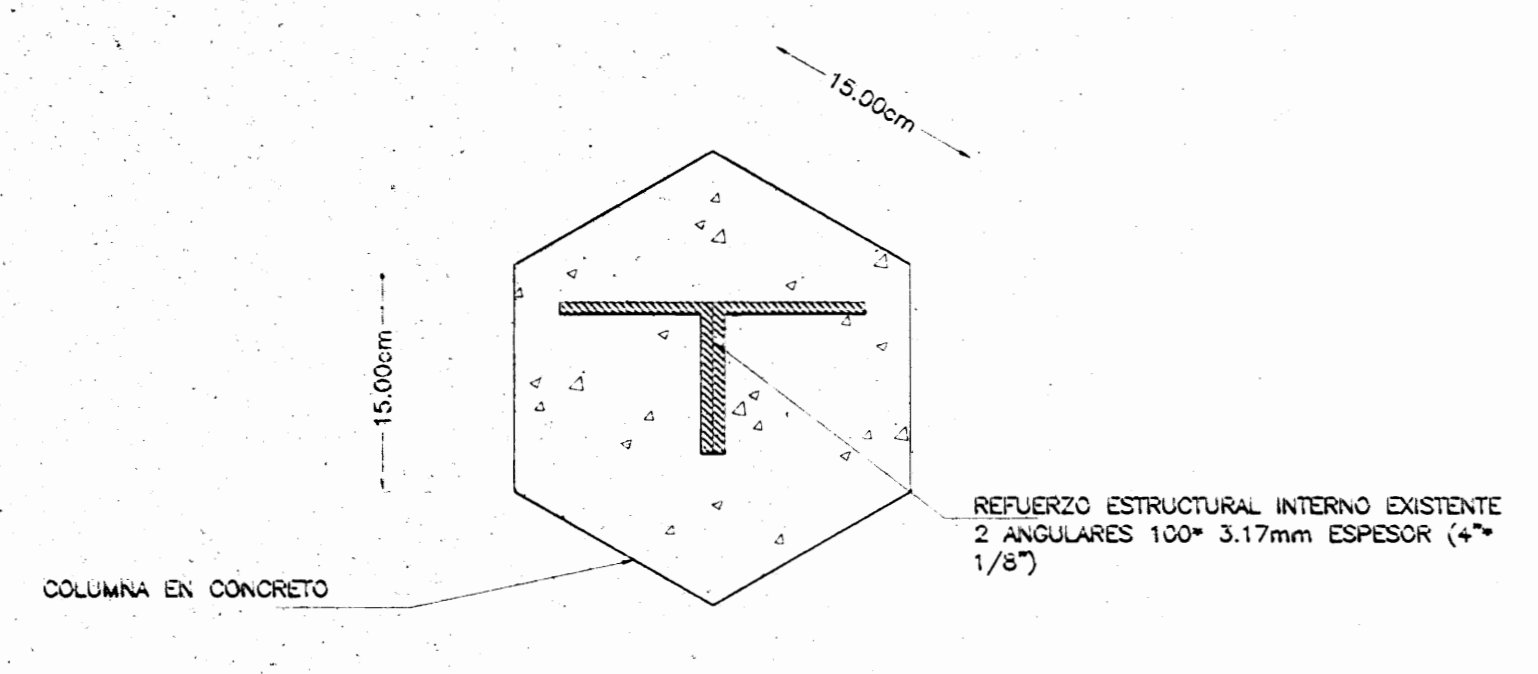 15.00cm
15.00cm
REFUERZO ESTRUCTURAL INTERNO EXISTENTE
2 ANGULARES 100* 3.17mm ESPESOR (4"*
1/8")
COLUMNA EN CONCRETO